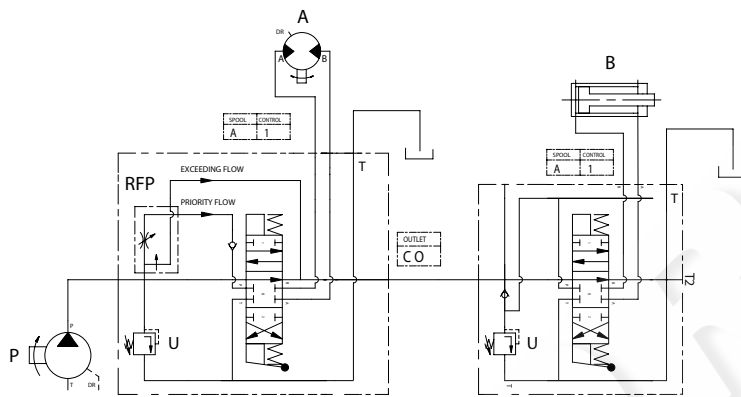 A
DR
A
B
B
SPOOL CONTROL
A 1
T
RFP
EXCEEDING FLOW
PRIORITY FLOW
SPOOL CONTROL
A 1
T
OUTLET
CO
T2
P
P
T
DR
U
U
T